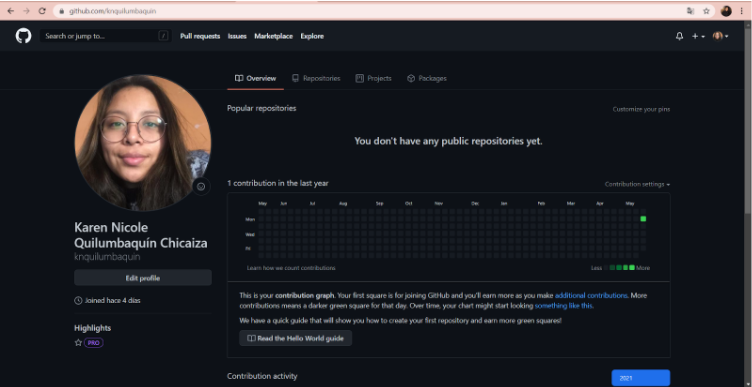 github.com/knquilumbaquin
Search or jump to... /
Pull requests Issues Marketplace Explore
Overview Repositories Projects Packages
Popular repositories Customize your pins
You don't have any public repositories yet.
1 contribution in the last year Contribution settings
May Jun Jul Aug Sep Oct Nov Dec Jan Feb Mar Apr May
Mon
Wed
Fri
Learn how we count contributions Less More
Karen Nicole
Quilumbaquín Chicaiza
knquilumbaquin
Edit profile
Joined hace 4 días
Highlights
PRO
This is your contribution graph. Your first square is for joining GitHub and you'll earn more as you make additional contributions. More
contributions means a darker green square for that day. Over time, your chart might start looking something like this.
We have a quick guide that will show you how to create your first repository and earn more green squares!
Read the Hello World guide
Contribution activity 2021